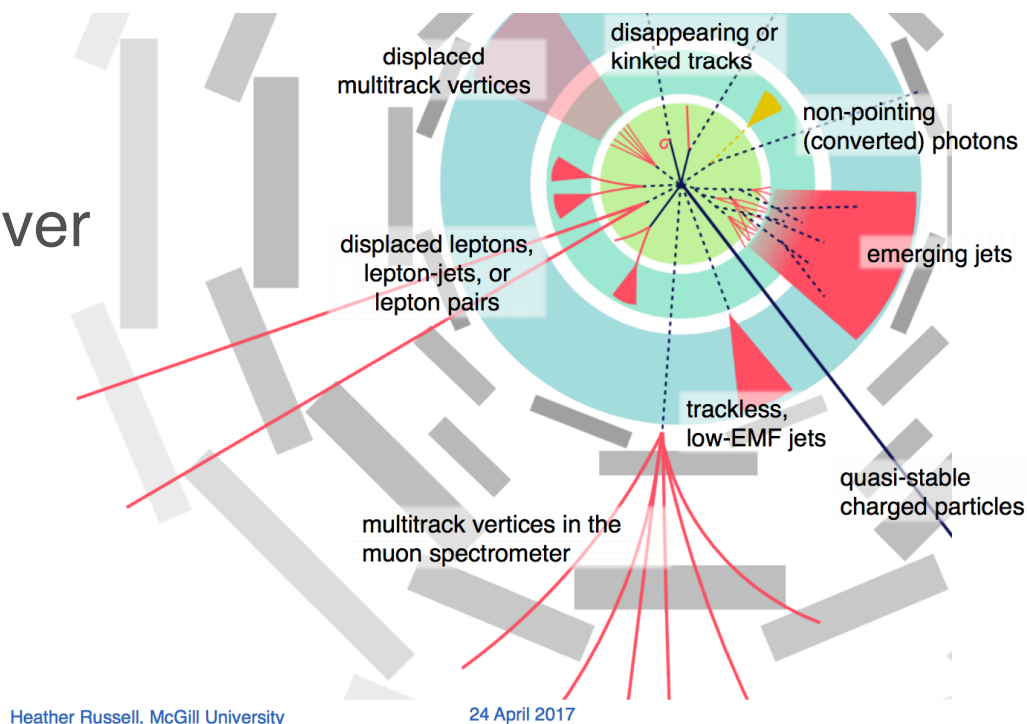 disappearing or
kinked tracks
displaced
multitrack vertices
non-pointing
(converted) photons
ver
displaced leptons,
lepton-jets, or
lepton pairs
emerging jets
trackless,
low-EMF jets
quasi-stable
charged particles
multitrack vertices in the
muon spectrometer
Heather Russell, McGill University
24 April 2017